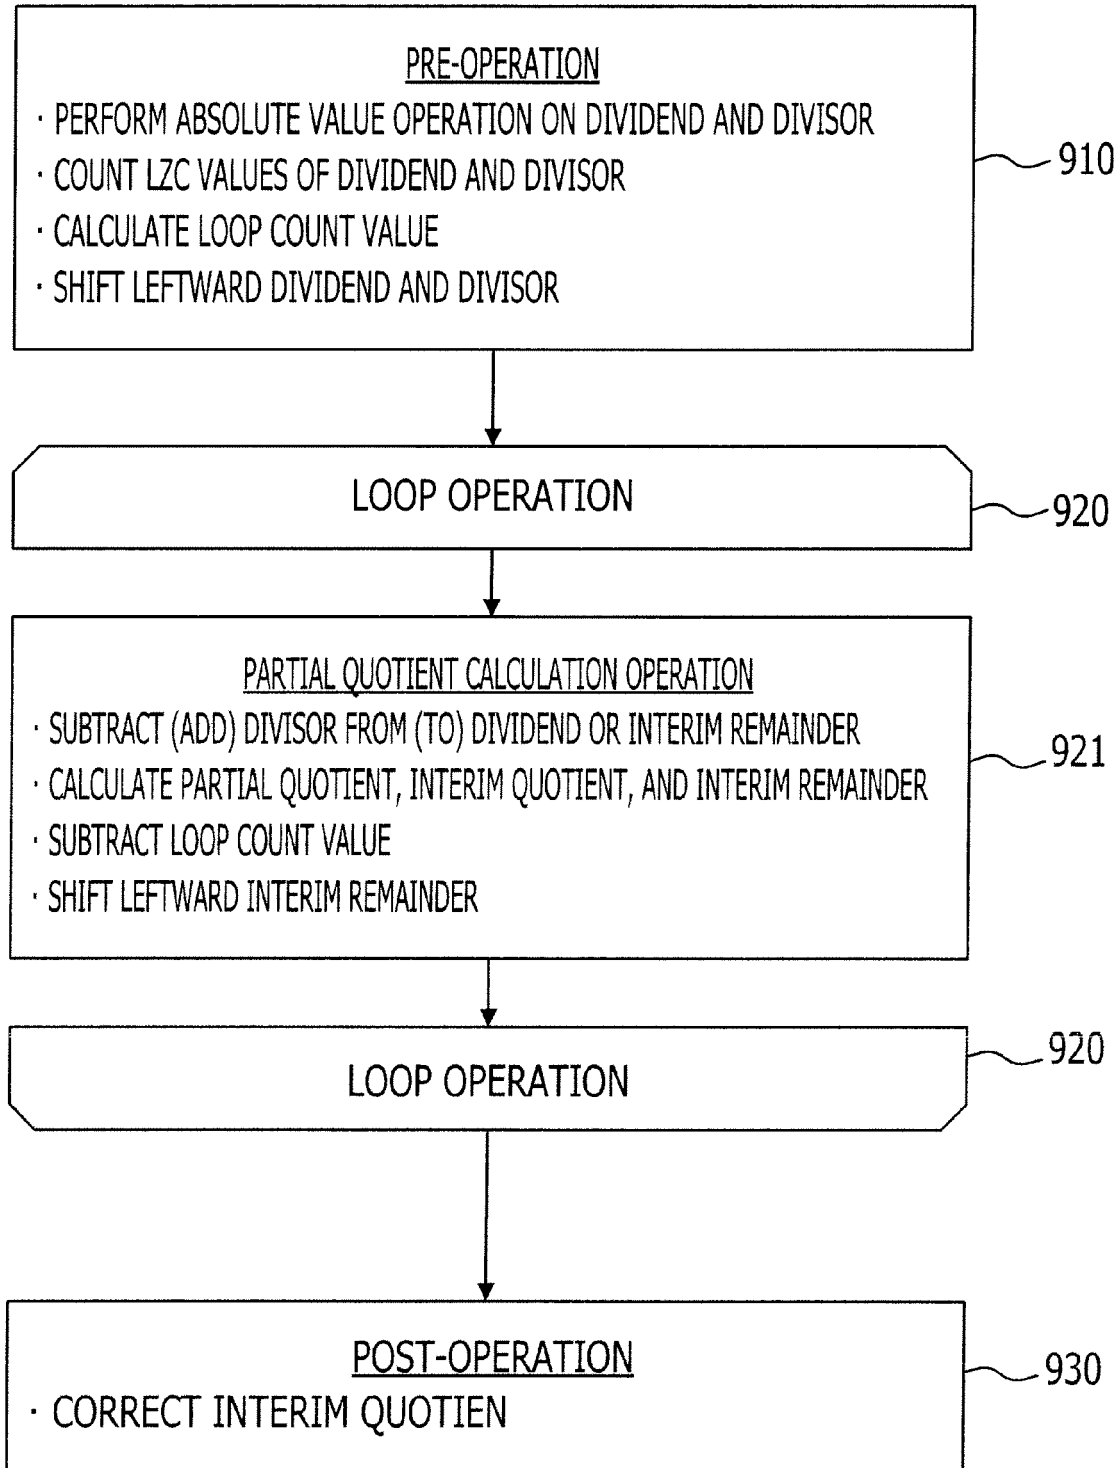 PRE-OPERATION
· PERFORM ABSOLUTE VALUE OPERATION ON DIVIDEND AND DIVISOR
· COUNT LZC VALUES OF DIVIDEND AND DIVISOR
· CALCULATE LOOP COUNT VALUE
· SHIFT LEFTWARD DIVIDEND AND DIVISOR
910
LOOP OPERATION
920
PARTIAL QUOTIENT CALCULATION OPERATION
· SUBTRACT (ADD) DIVISOR FROM (TO) DIVIDEND OR INTERIM REMAINDER
· CALCULATE PARTIAL QUOTIENT, INTERIM QUOTIENT, AND INTERIM REMAINDER
· SUBTRACT LOOP COUNT VALUE
· SHIFT LEFTWARD INTERIM REMAINDER
921
LOOP OPERATION
920
POST-OPERATION
· CORRECT INTERIM QUOTIEN
930